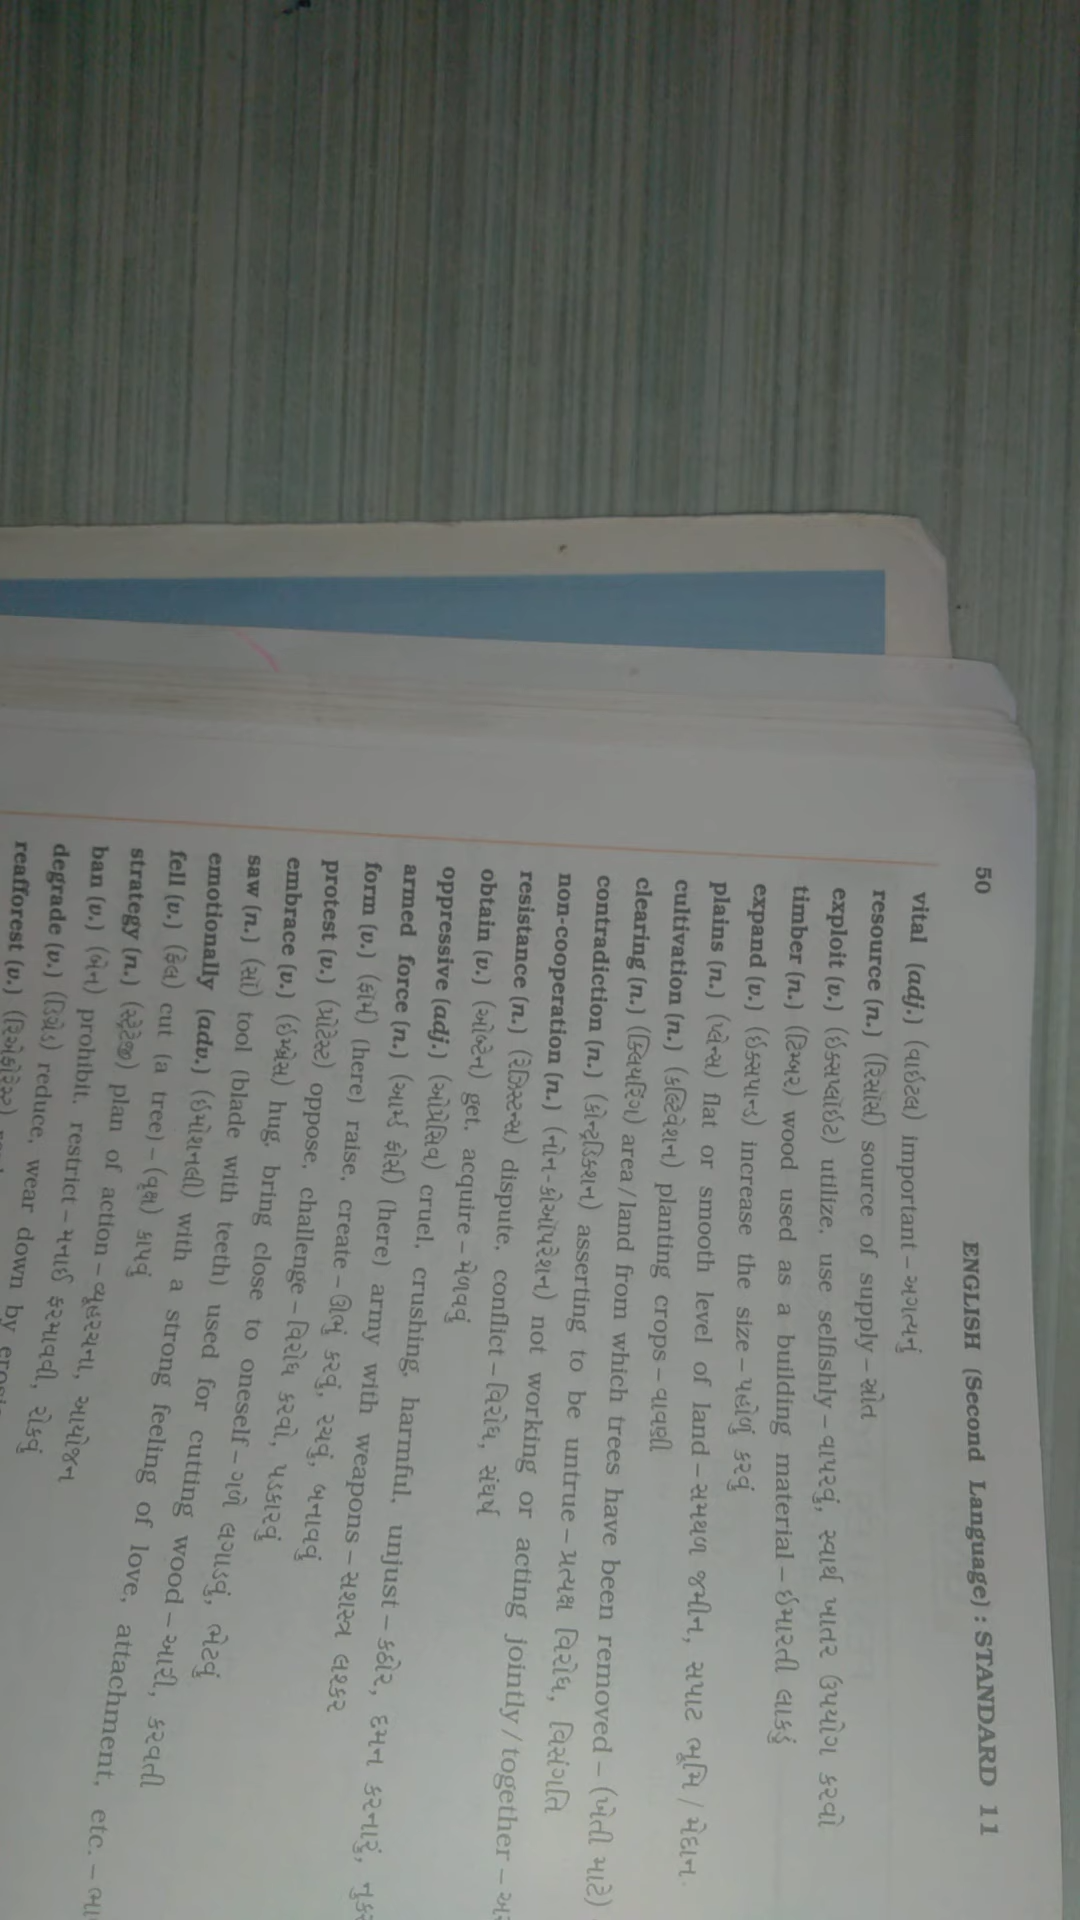 50 ENGLISH (Second Language) : STANDARD 11
vital (adj.) (વાઇટલ) important – અગત્યનું
resource (n.) (રિસૉર્સ) source of supply – સ્રોત
exploit (v.) (ઇક્સપ્લૉઇટ) utilize, use selfishly – વાપરવું, સ્વાર્થ ખાતર ઉપયોગ કરવો
timber (n.) (ટિમ્બર) wood used as a building material – ઈમારતી લાકડું
expand (v.) (ઇક્સપાન્ડ) increase the size – પહોળું કરવું
plains (n.) (પ્લેન્સ) flat or smooth level of land – સમથળ જમીન, સપાટ ભૂમિ / મેદાન
cultivation (n.) (કલ્ટિવેશન) planting crops – વાવણી
clearing (n.) (ક્લિયરિંગ) area / land from which trees have been removed – (ખેતી માટે)
contradiction (n.) (કોન્ટ્રડિક્શન) asserting to be untrue – પ્રત્યક્ષ વિરોધ, વિસંગતિ
non-cooperation (n.) (નોન-કોઑપરેશન) not working or acting jointly / together –
resistance (n.) (રેઝિસ્ટન્સ) dispute, conflict – વિરોધ, સંઘર્ષ
obtain (v.) (ઓબ્ટેન) get, acquire – મેળવવું
oppressive (adj.) (ઓપ્રેસિવ) cruel, crushing, harmful, unjust – કઠોર, દમન કરનારું,
armed force (n.) (આર્મ્ડ ફોર્સ) (here) army with weapons – સશસ્ત્ર લશ્કર
form (v.) (ફૉર્મ) (here) raise, create – ઊભું કરવું, રચવું, બનાવવું
protest (v.) (પ્રોટેસ્ટ) oppose, challenge – વિરોધ કરવો, પડકારવું
embrace (v.) (ઇમ્બ્રેસ) hug, bring close to oneself – ગળે લગાડવું, ભેટવું
saw (n.) (સૉ) tool (blade with teeth) used for cutting wood – આરી, કરવતી
emotionally (adv.) (ઇમોશનલી) with a strong feeling of love, attachment, etc. –
fell (v.) (ફેલ) cut (a tree) – (વૃક્ષ) કાપવું
strategy (n.) (સ્ટ્રેટેજી) plan of action – વ્યૂહરચના, આયોજન
ban (v.) (બેન) prohibit, restrict – મનાઈ ફરમાવવી, રોકવું
degrade (v.) (ડિગ્રેડ) reduce, wear down by
reafforest (v.) (રિઅફોરેસ્ટ)